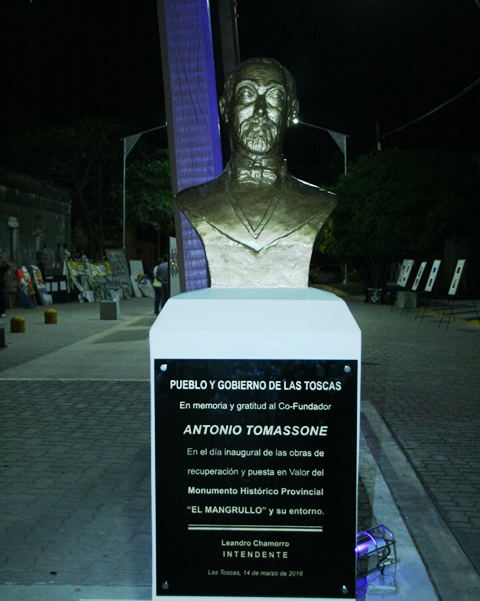 PUEBLO Y GOBIERNO DE LAS TOSCAS
En memoria y gratitud al Co-Fundador
ANTONIO TOMASSONE
En el día inaugural de las obras de
recuperación y puesta en Valor del
Monumento Histórico Provincial
“EL MANGRULLO” y su entorno.
Leandro Chamorro
INTENDENTE
Las Toscas, 14 de marzo de 2016